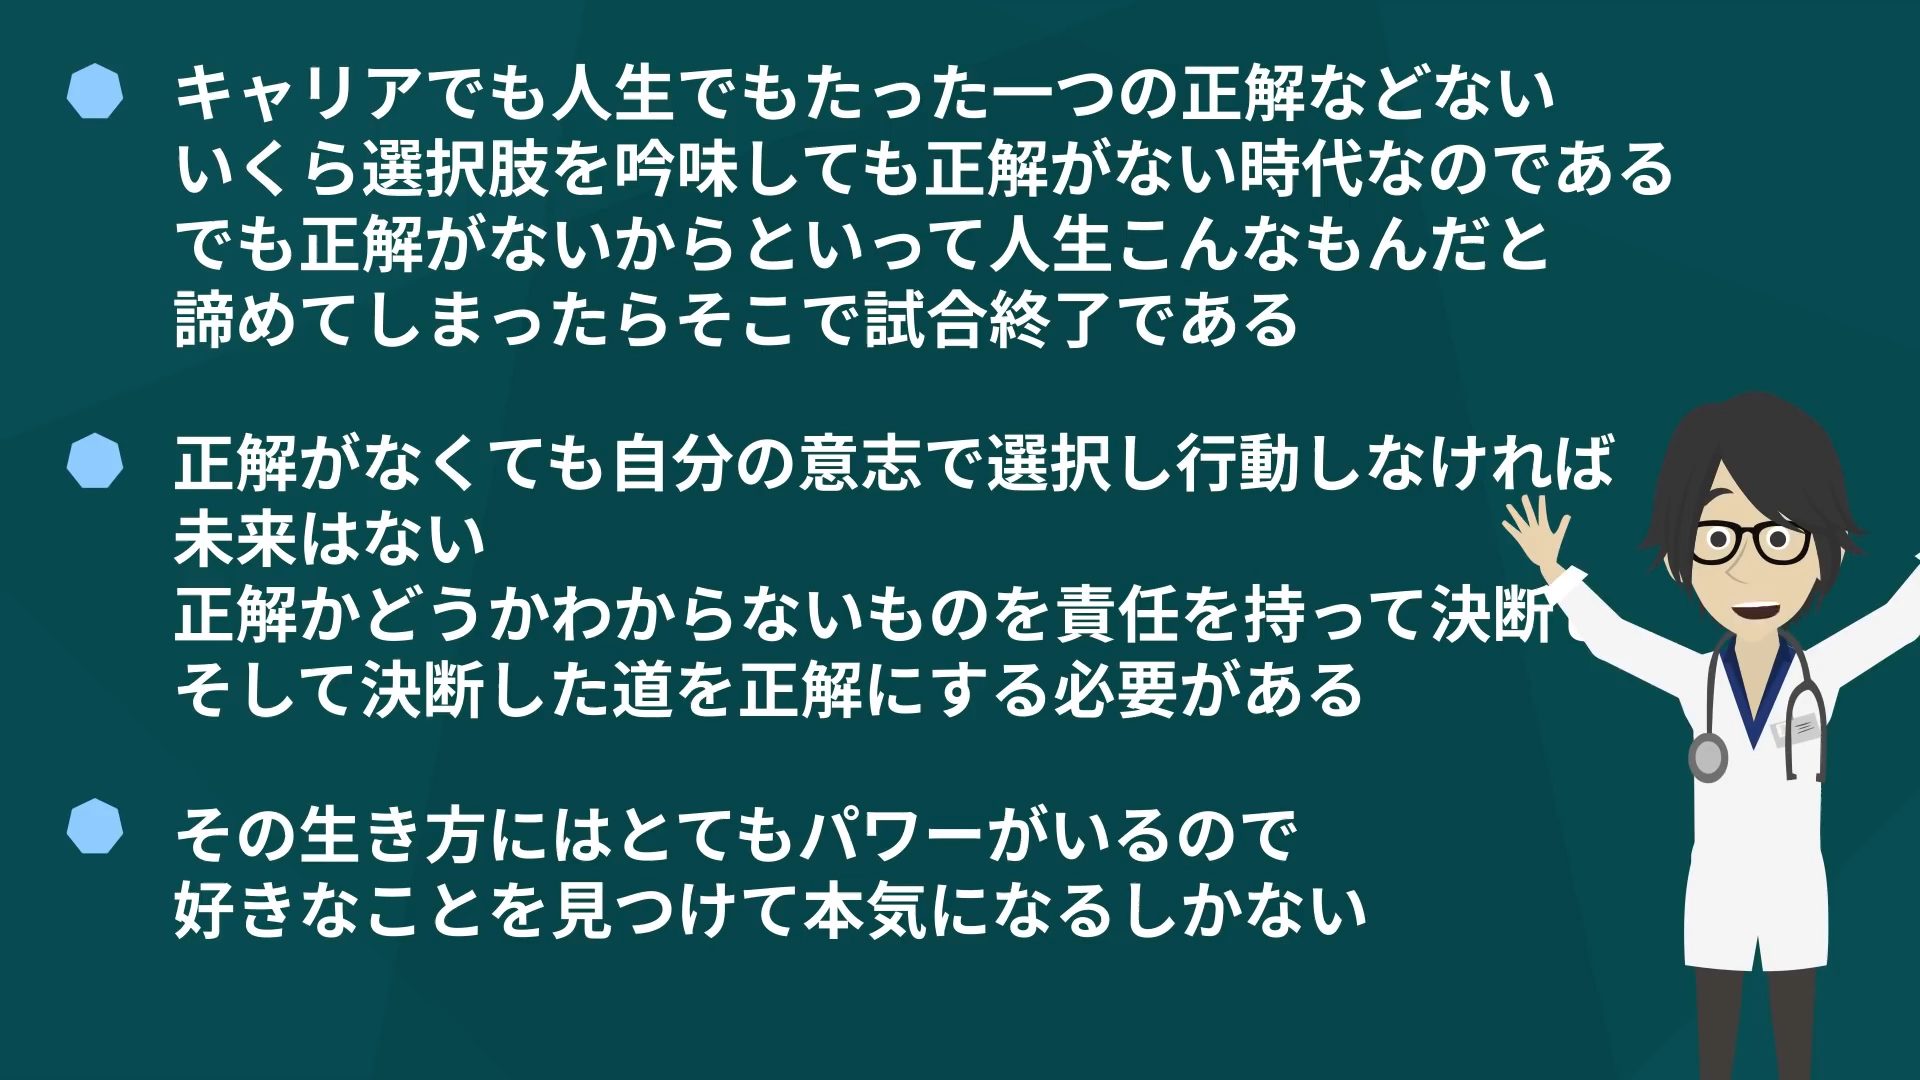 キャリアでも人生でもたった一つの正解などない
いくら選択肢を吟味しても正解がない時代なのである
でも正解がないからといって人生こんなもんだと
諦めてしまったらそこで試合終了である
正解がなくても自分の意志で選択し行動しなければ
未来はない
正解かどうかわからないものを責任を持って決断
そして決断した道を正解にする必要がある
その生き方にはとてもパワーがいるので
好きなことを見つけて本気になるしかない